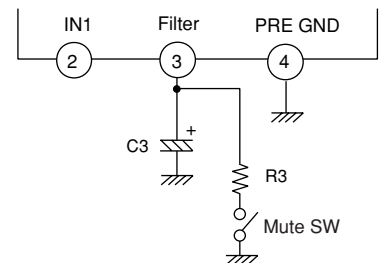 IN1
Filter
PRE GND
2
3
4
+
C3
R3
Mute SW